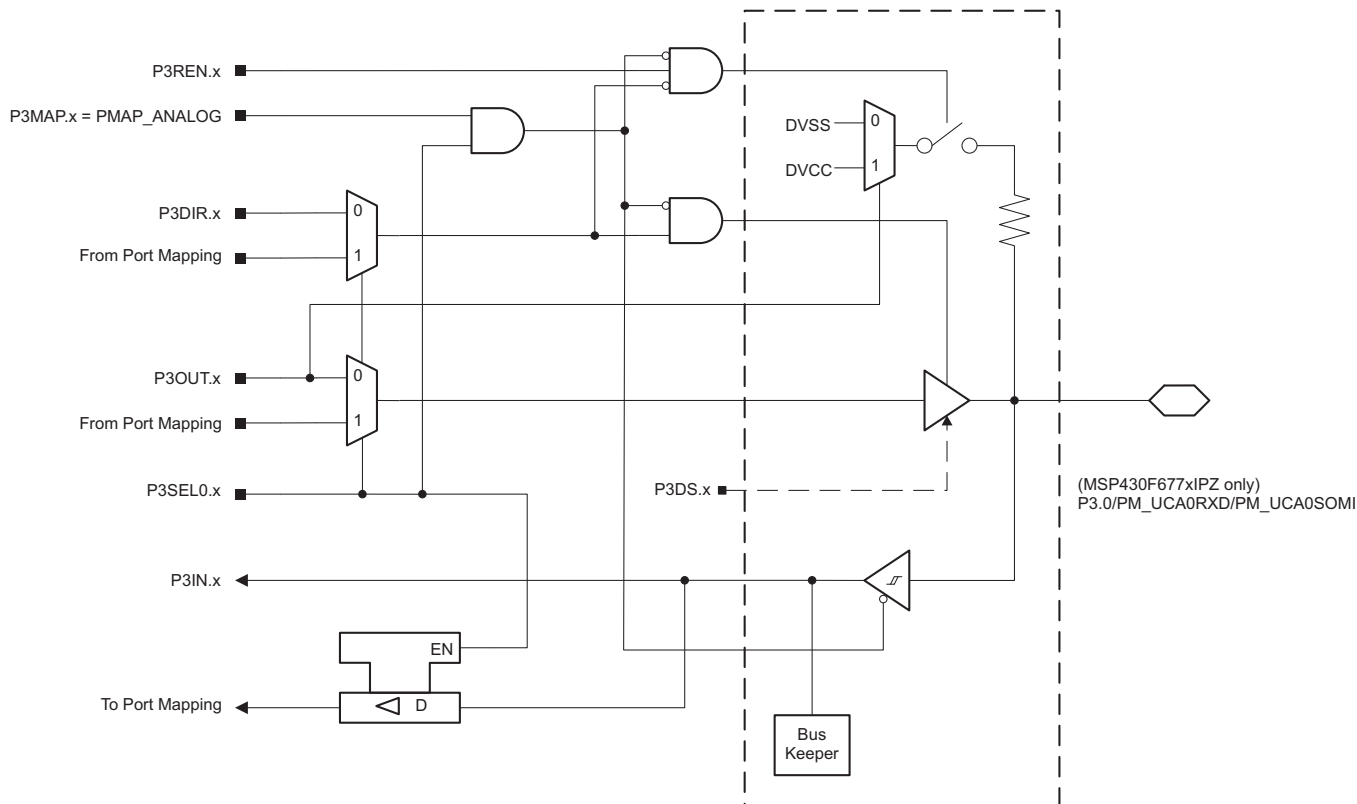 P3REN.x
P3MAP.x = PMAP_ANALOG
DVSS
0
DVCC
1
P3DIR.x
0
From Port Mapping
1
P3OUT.x
0
From Port Mapping
1
P3SEL0.x
P3DS.x
(MSP430F677xIPZ only)
P3.0/PM_UCA0RXD/PM_UCA0SOMI
P3IN.x
EN
To Port Mapping
D
Bus
Keeper